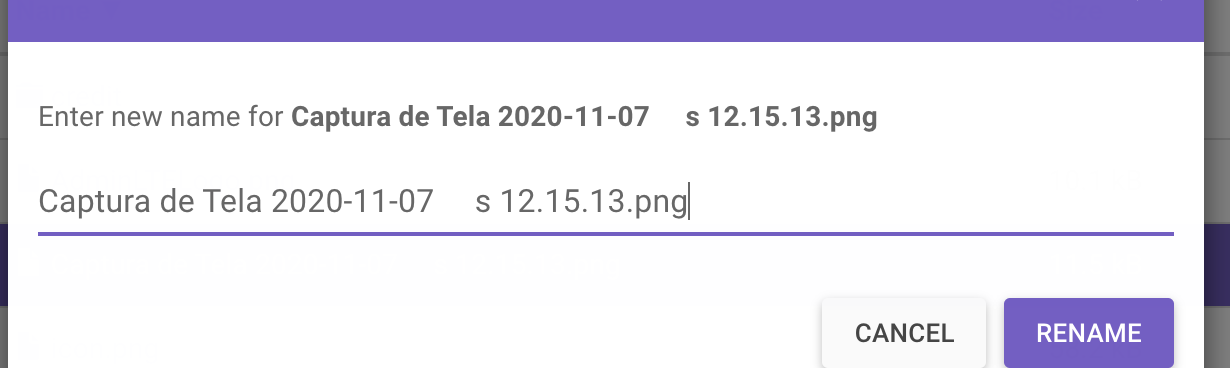 Enter new name for Captura de Tela 2020-11-07 s 12.15.13.png
Captura de Tela 2020-11-07 s 12.15.13.png
CANCEL RENAME